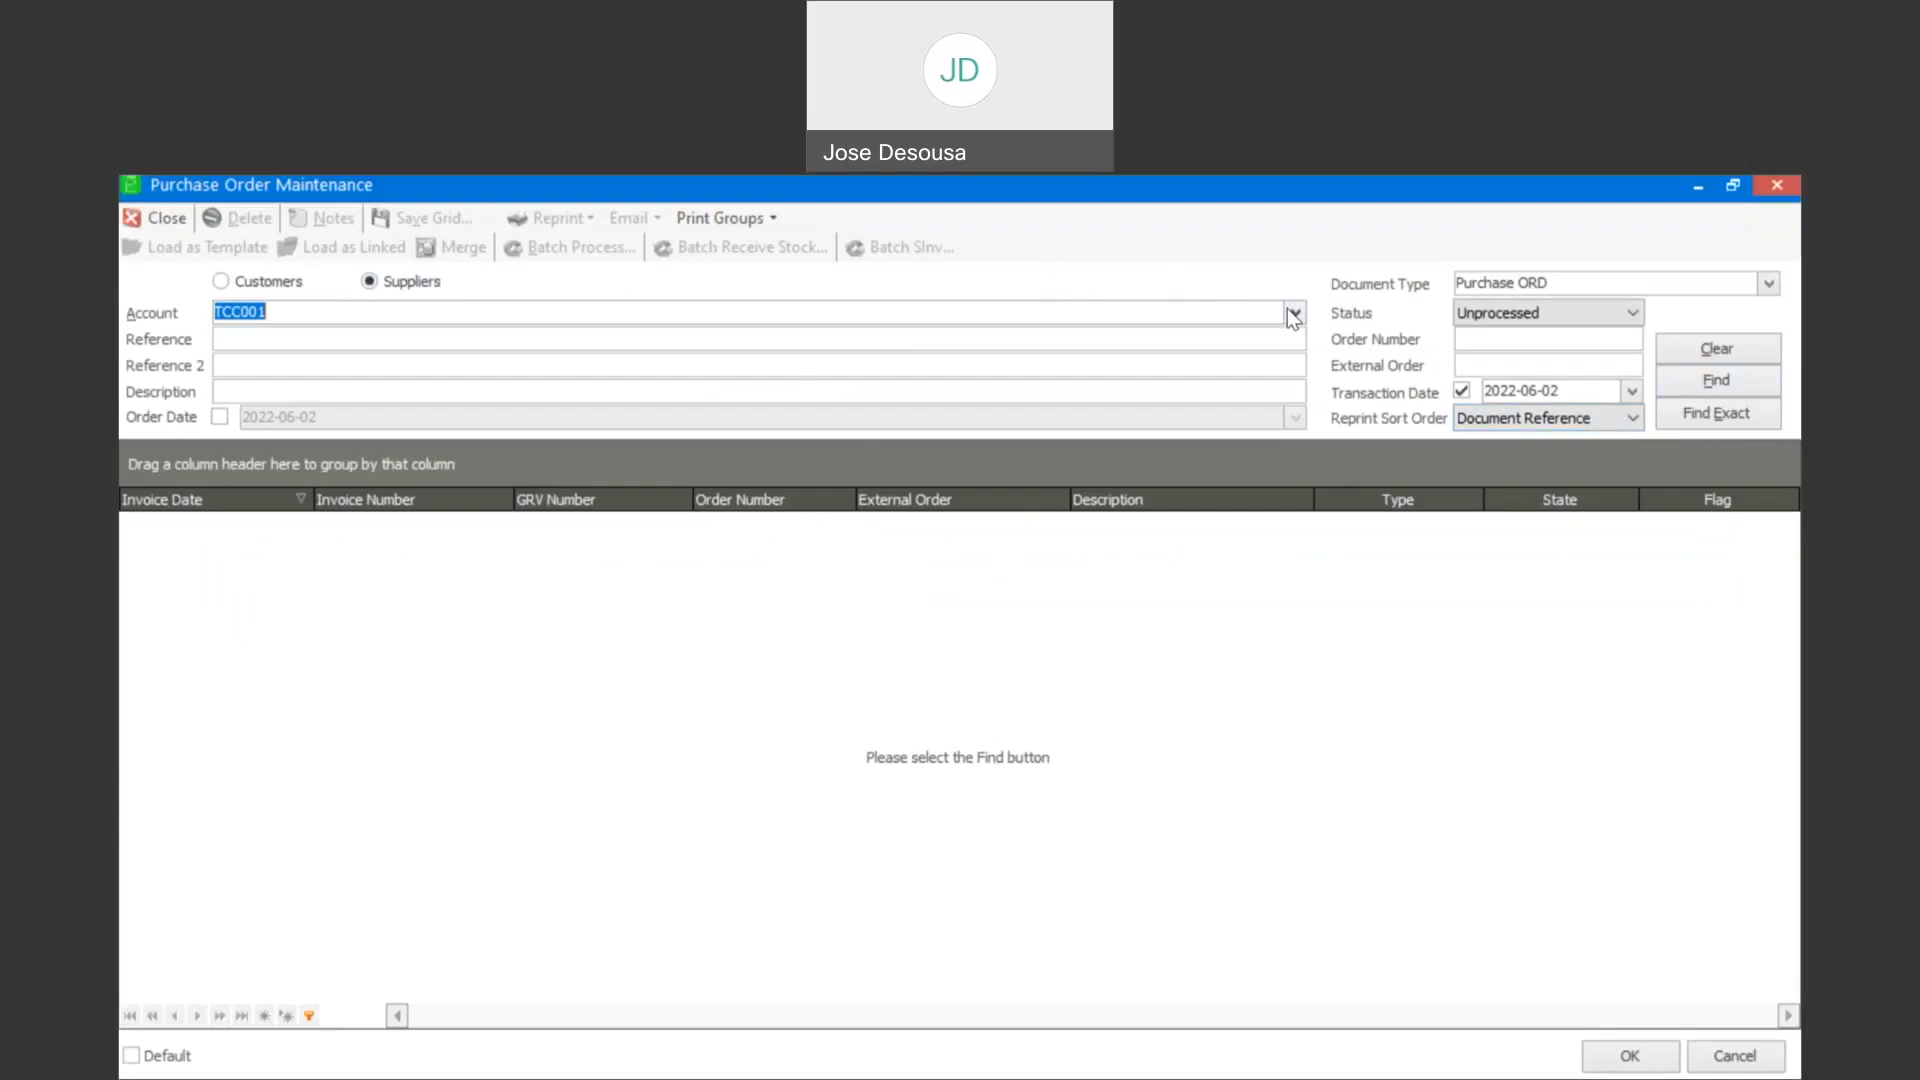 JD
Jose Desousa
Purchase Order Maintenance
Close Delete Notes Save Grid... Reprint Email Print Groups
Load as Template Load as Linked Merge Batch Process... Batch Receive Stock... Batch SInv...
Customers Suppliers
Document Type Purchase ORD
Account TCC001
Status Unprocessed
Reference
Order Number
Clear
Reference 2
External Order
Find
Description
Transaction Date 2022-06-02
Find Exact
Order Date 2022-06-02
Reprint Sort Order Document Reference
Drag a column header here to group by that column
Invoice Date Invoice Number GRV Number Order Number External Order Description Type State Flag
Please select the Find button
Default
OK Cancel